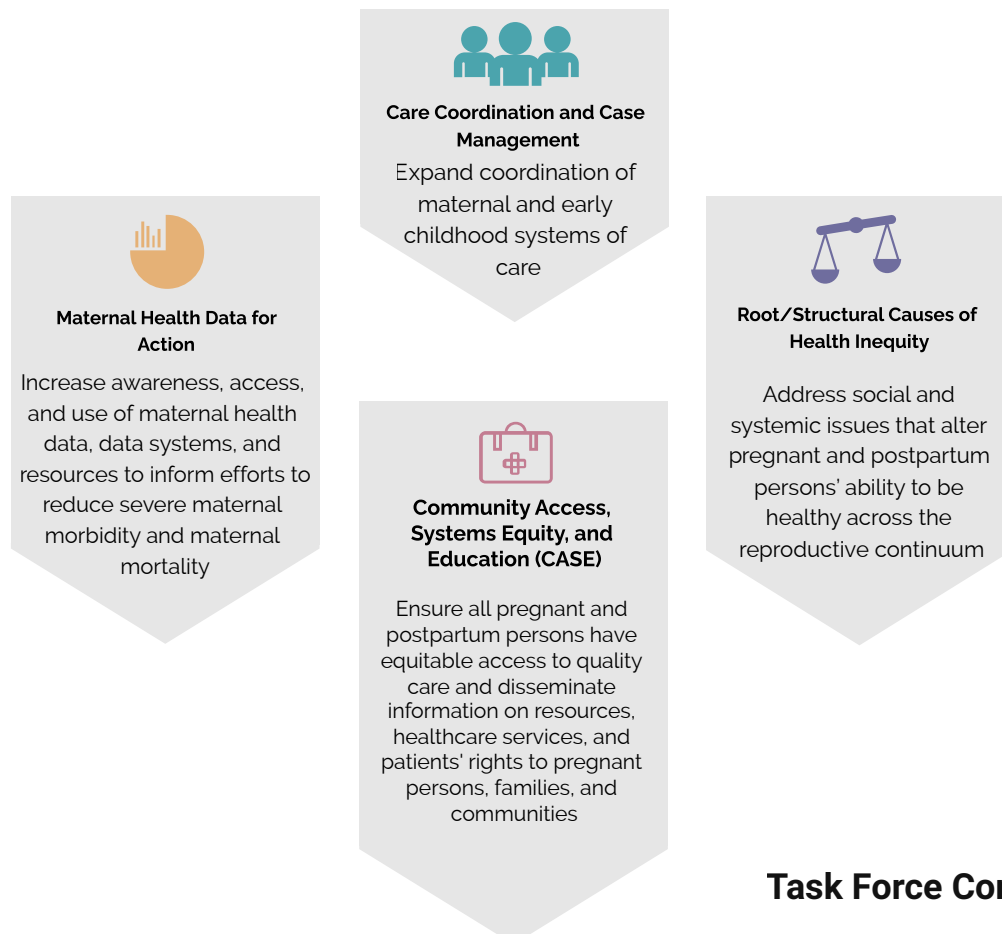 Care Coordination and Case
Management
Expand coordination of
maternal and early
childhood systems of
care
Maternal Health Data for
Action
Increase awareness, access,
and use of maternal health
data, data systems, and
resources to inform efforts to
reduce severe maternal
morbidity and maternal
mortality
Community Access,
Systems Equity, and
Education (CASE)
Ensure all pregnant and
postpartum persons have
equitable access to quality
care and disseminate
information on resources,
healthcare services, and
patients' rights to pregnant
persons, families, and
communities
Root/Structural Causes of
Health Inequity
Address social and
systemic issues that alter
pregnant and postpartum
persons’ ability to be
healthy across the
reproductive continuum
Task Force